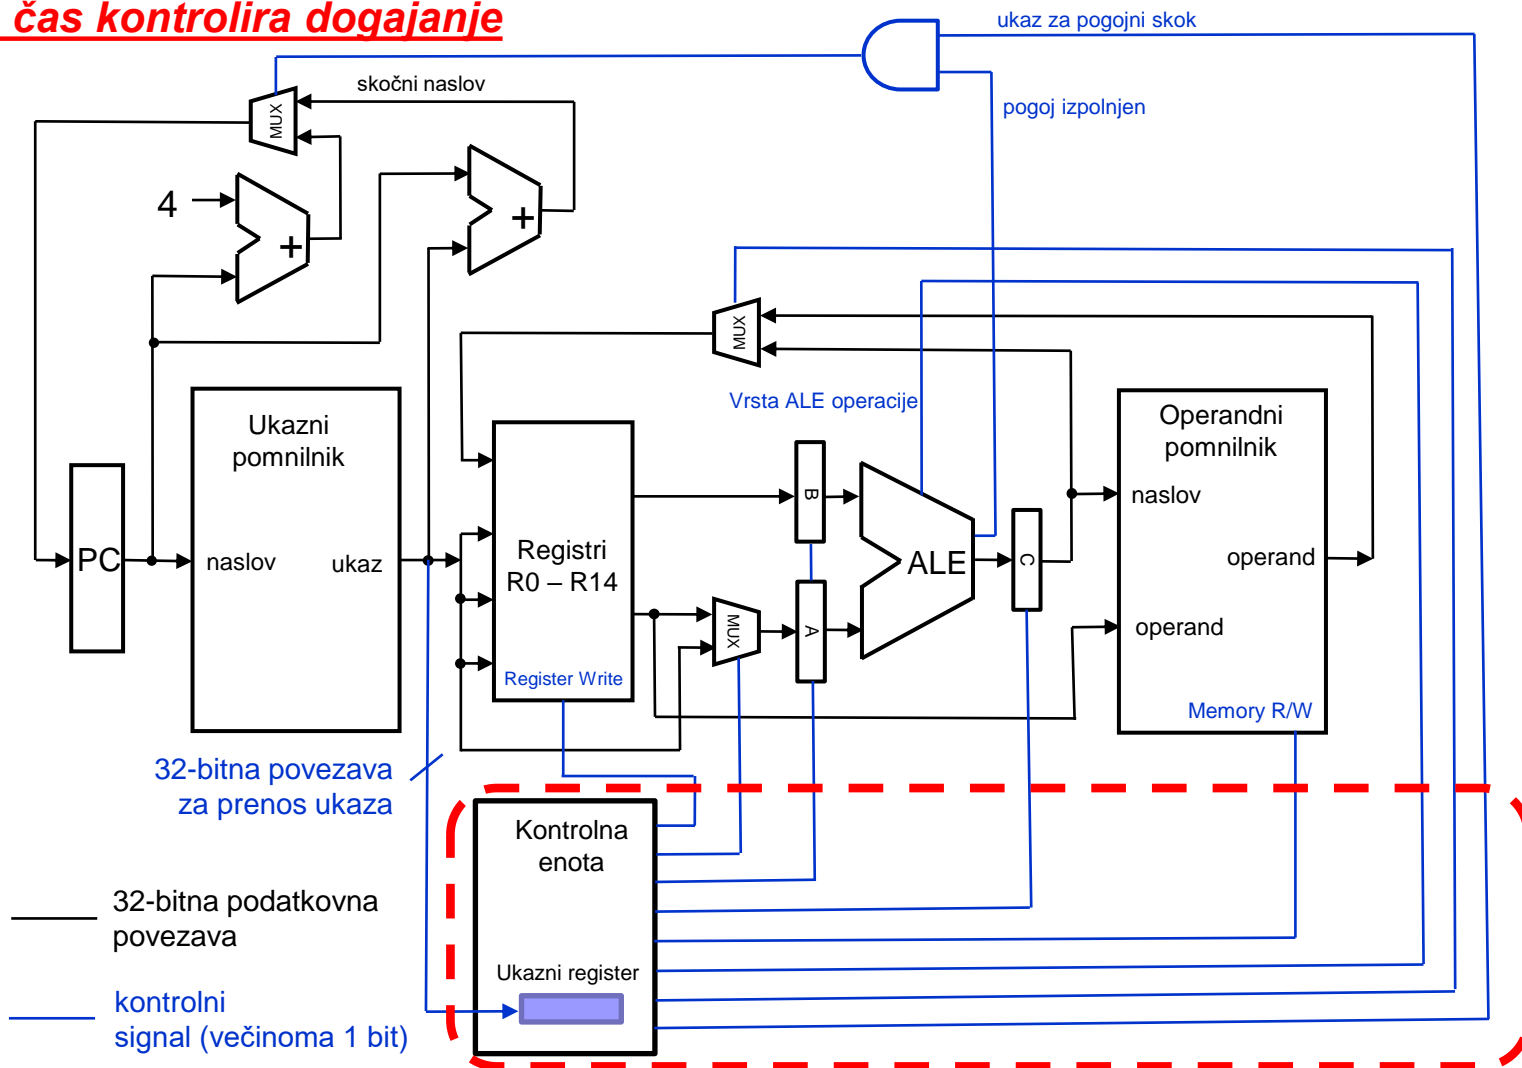 čas kontrolira dogajanje
ukaz za pogojni skok
skočni naslov
MUX
pogoj izpolnjen
4
+
+
MUX
Vrsta ALE operacije
Ukazni
pomnilnik
Operandni
pomnilnik
B
naslov
PC
naslov
ukaz
Registri
R0 – R14
ALE
C
operand
MUX
A
operand
Register Write
Memory R/W
32-bitna povezava
za prenos ukaza
Kontrolna
enota
32-bitna podatkovna
povezava
Ukazni register
kontrolni
signal (večinoma 1 bit)